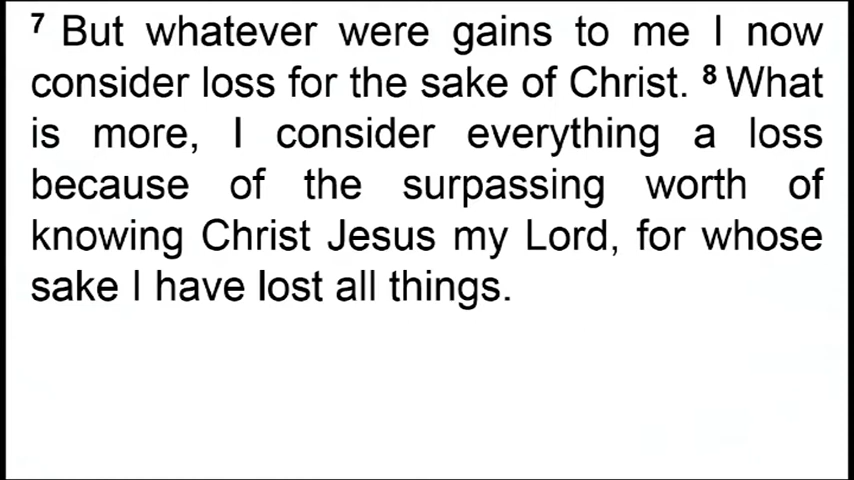 7 But whatever were gains to me I now
consider loss for the sake of Christ. 8 What
is more, I consider everything a loss
because of the surpassing worth of
knowing Christ Jesus my Lord, for whose
sake I have lost all things.